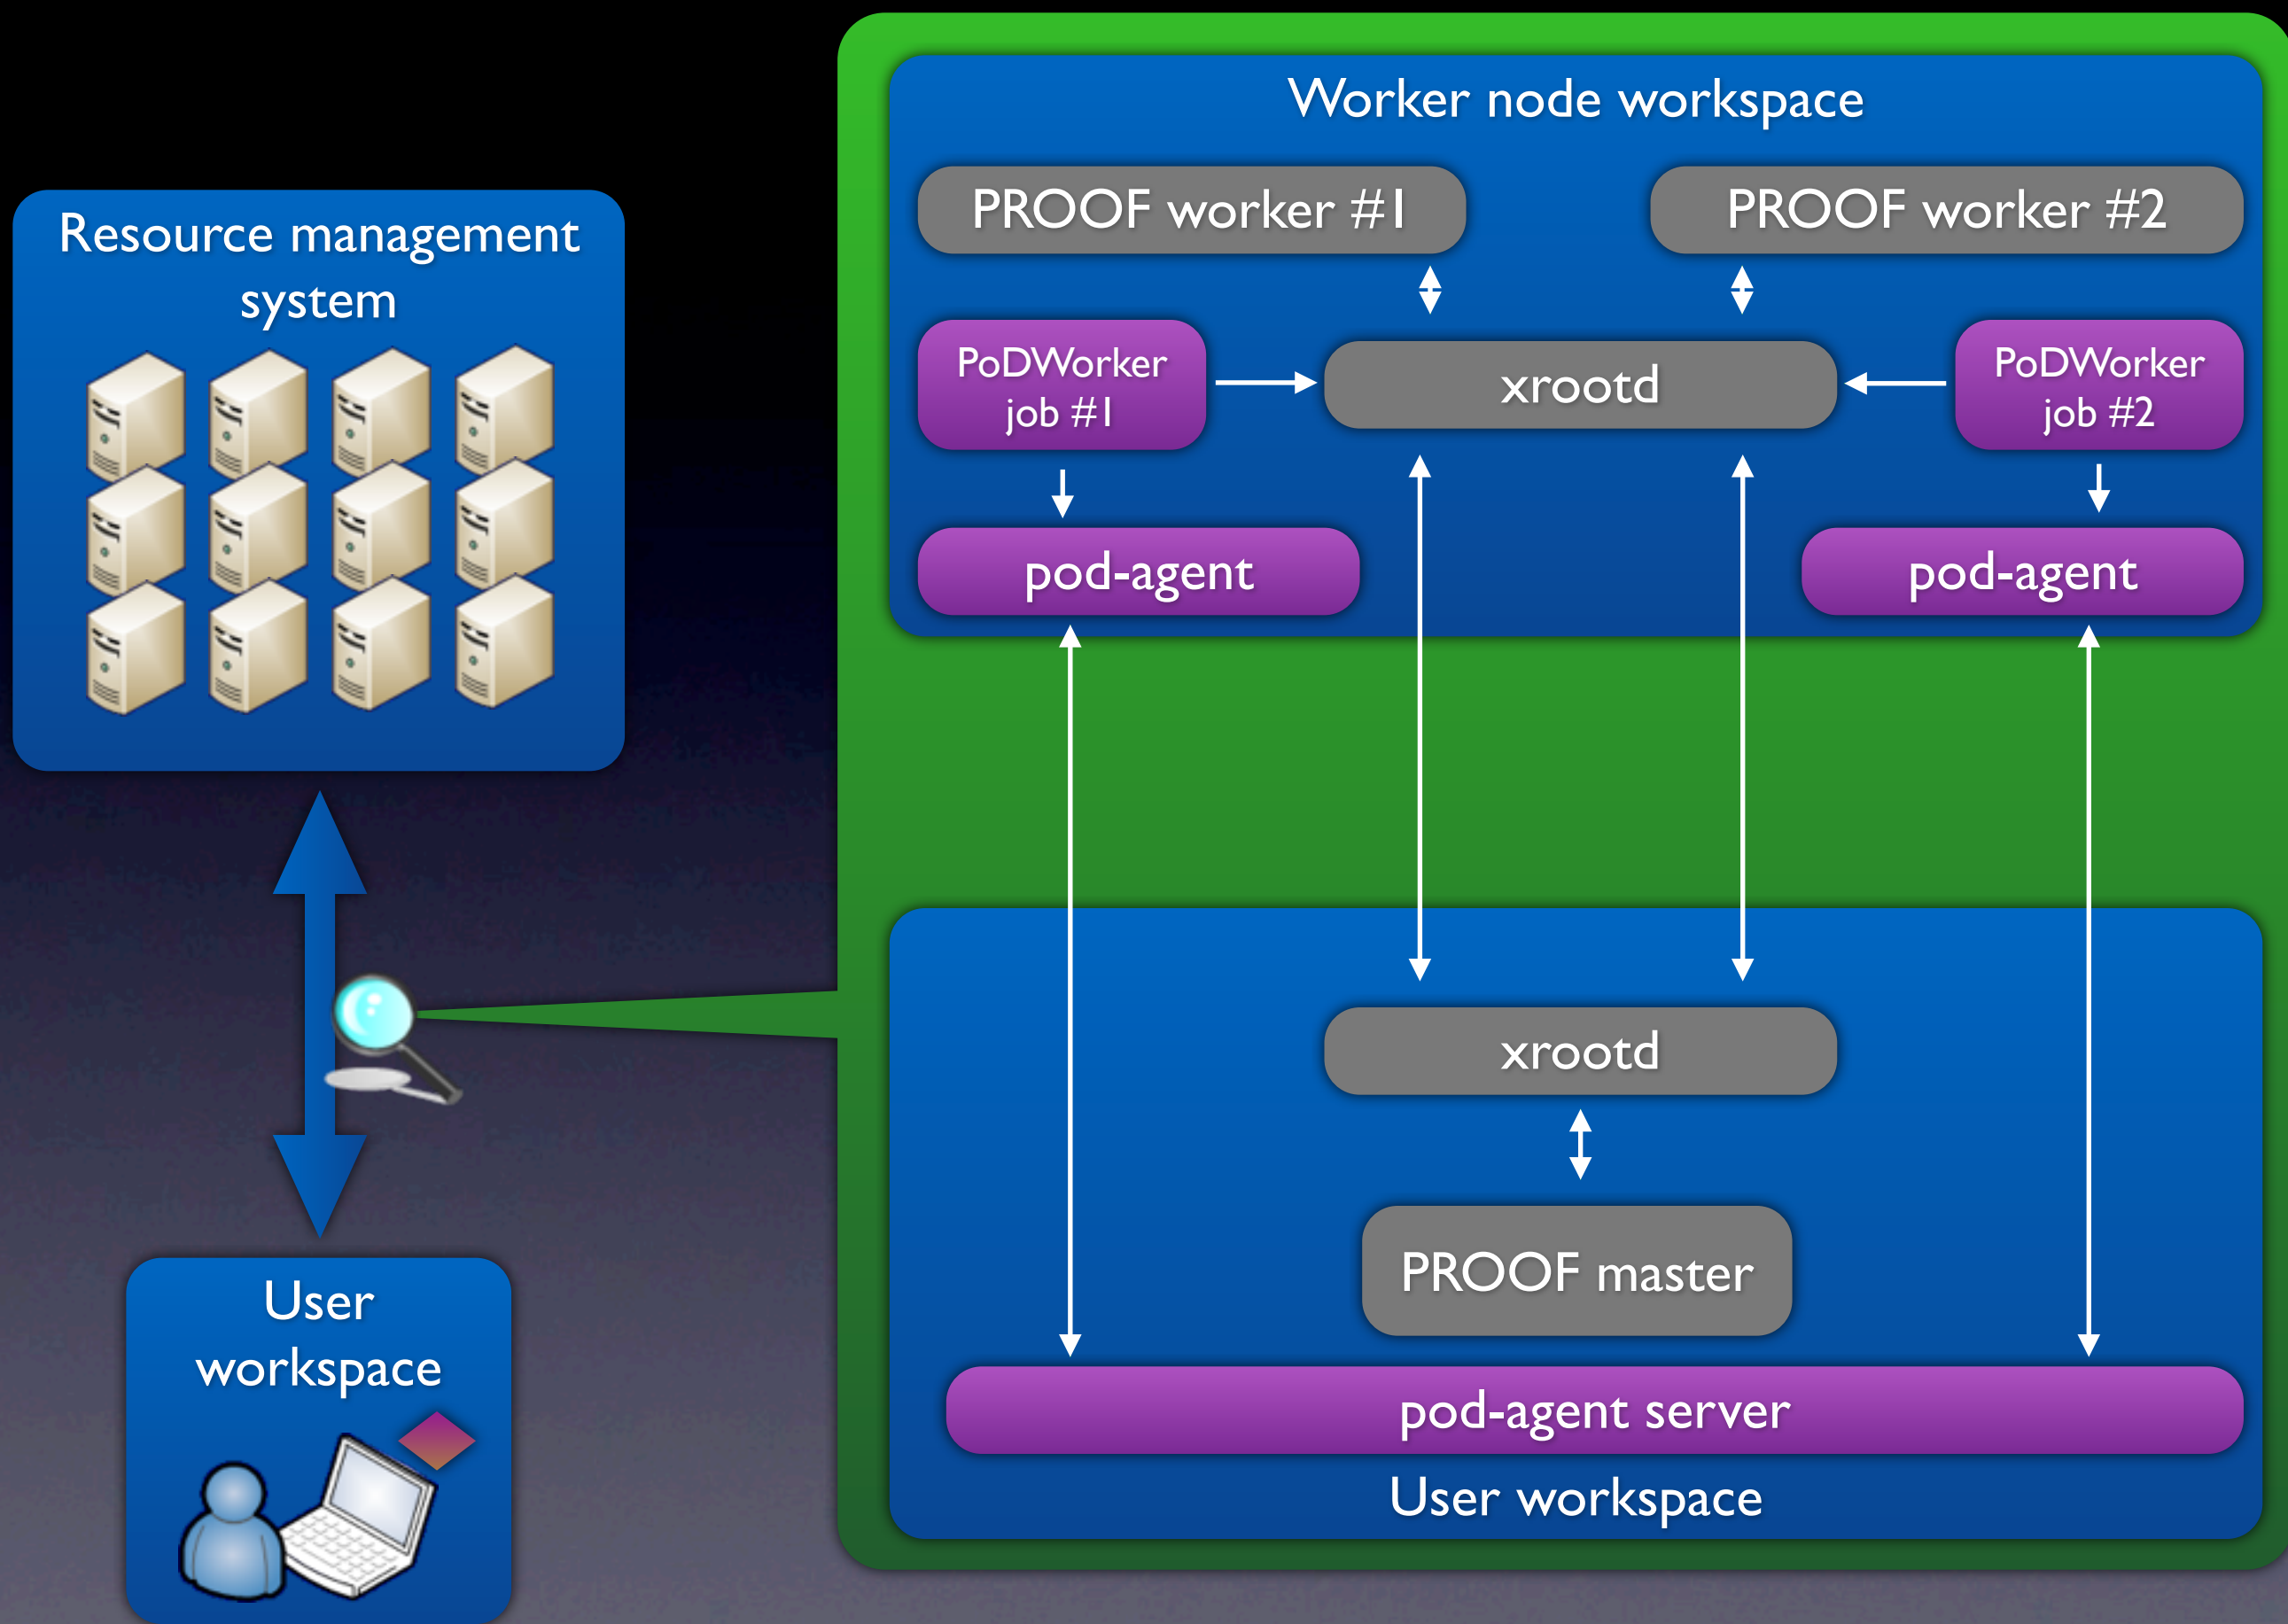 Resource management
system
User
workspace
Worker node workspace
PROOF worker #1
PROOF worker #2
PoDWorker
job #1
xrootd
PoDWorker
job #2
pod-agent
pod-agent
xrootd
PROOF master
pod-agent server
User workspace